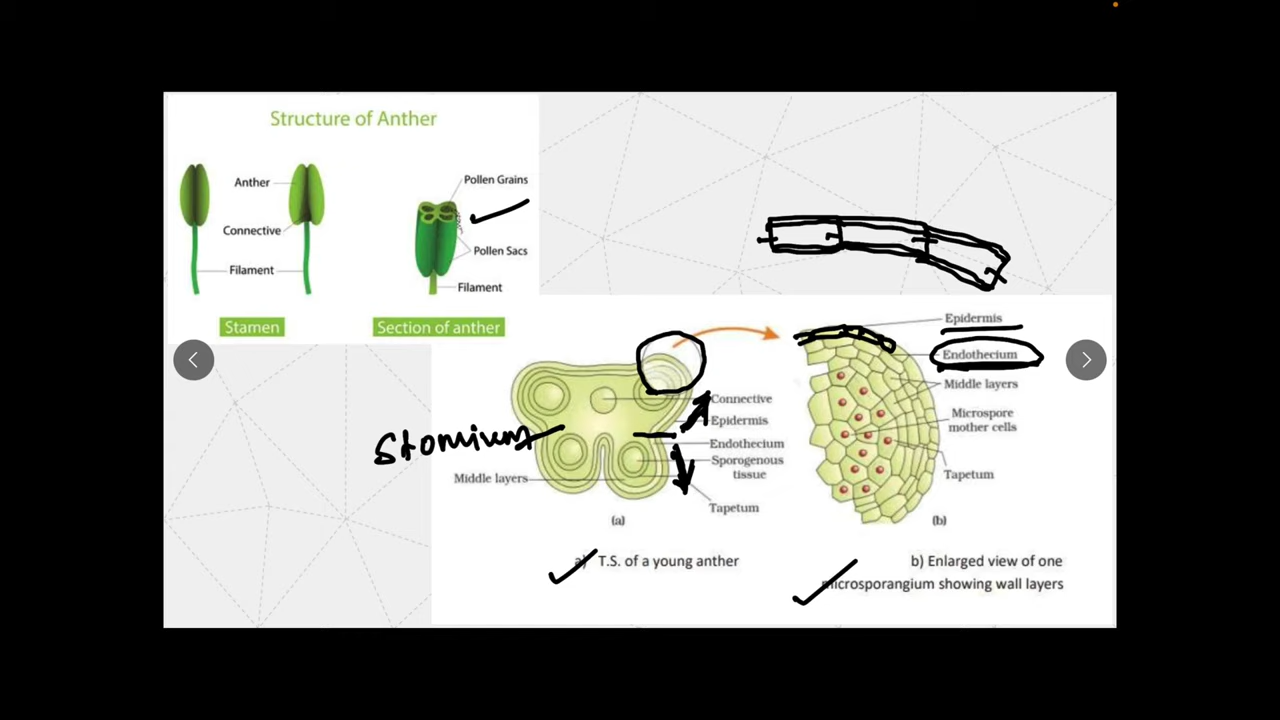 Structure of Anther
Anther
Connective
Filament
Stamen
Pollen Grains
Pollen Sacs
Filament
Section of anther
Stomium
Middle layers
Connective
Epidermis
Endothecium
Sporogenous
tissue
Tapetum
(a)
a) T.S. of a young anther
Epidermis
Endothecium
Middle layers
Microspore
mother cells
Tapetum
(b)
b) Enlarged view of one
microsporangium showing wall layers